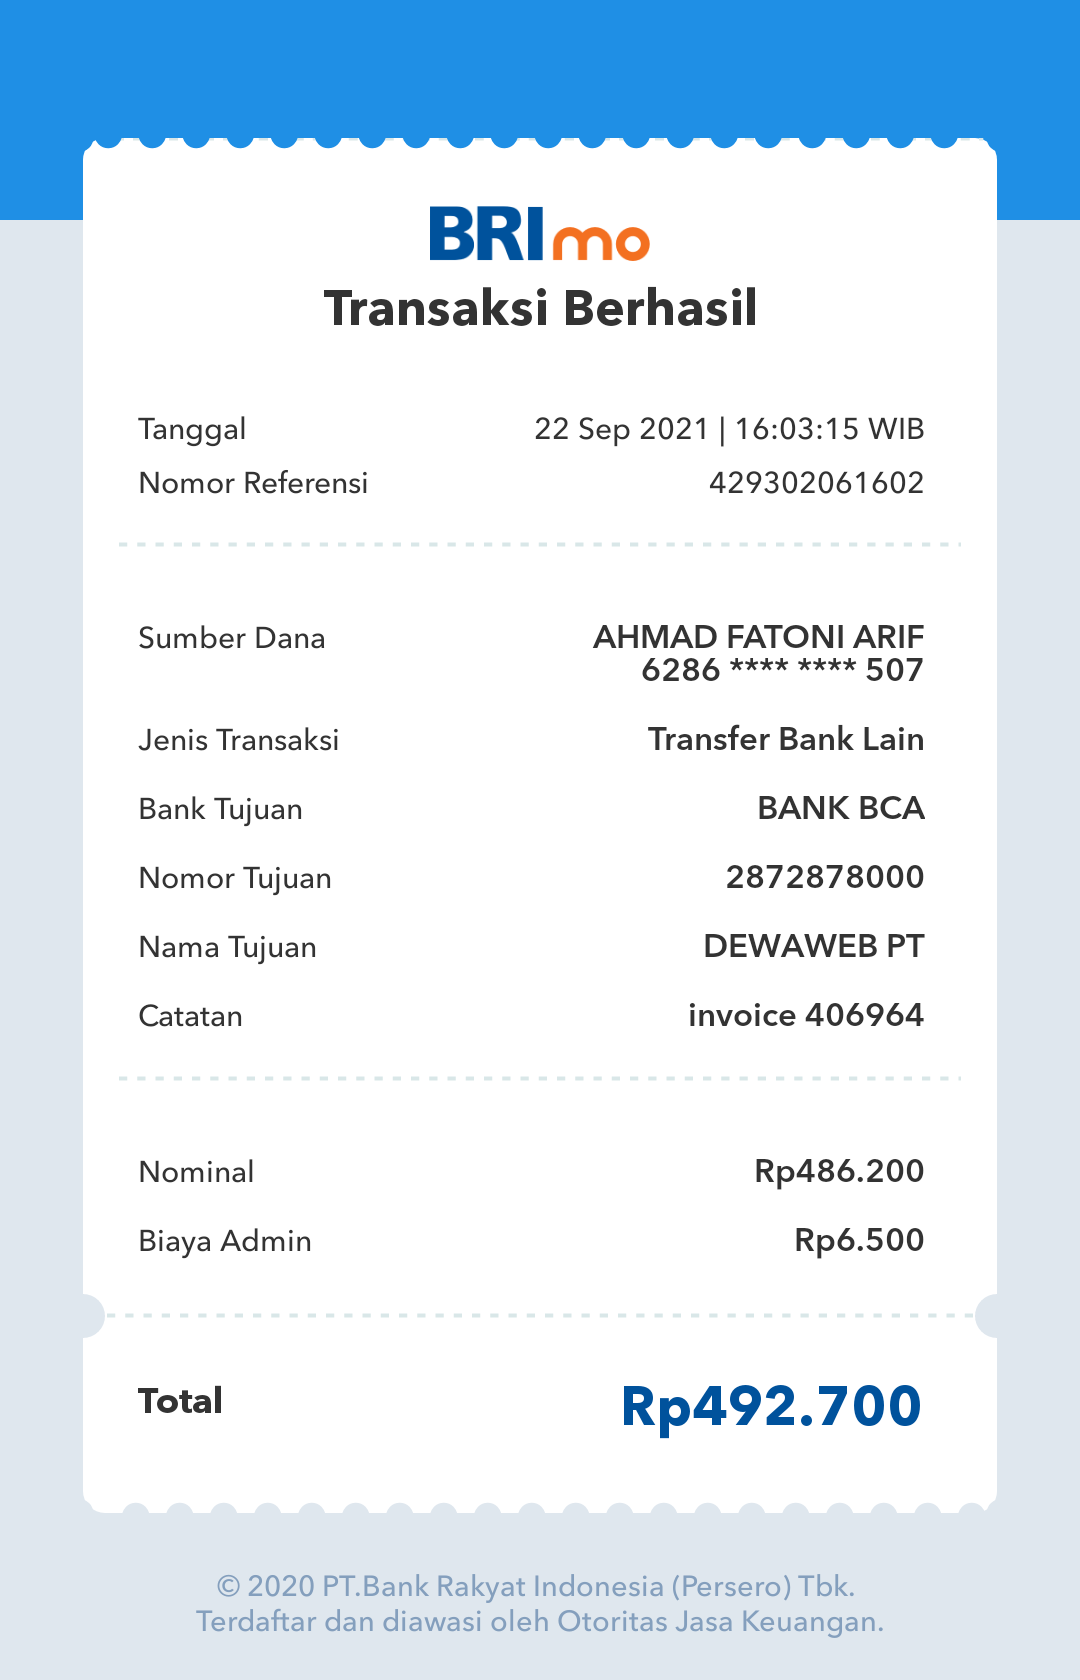 BRImo
Transaksi Berhasil
Tanggal 22 Sep 2021 | 16:03:15 WIB
Nomor Referensi 429302061602
Sumber Dana AHMAD FATONI ARIF
6286 **** **** 507
Jenis Transaksi Transfer Bank Lain
Bank Tujuan BANK BCA
Nomor Tujuan 2872878000
Nama Tujuan DEWAWEB PT
Catatan invoice 406964
Nominal Rp486.200
Biaya Admin Rp6.500
Total Rp492.700
© 2020 PT.Bank Rakyat Indonesia (Persero) Tbk.
Terdaftar dan diawasi oleh Otoritas Jasa Keuangan.